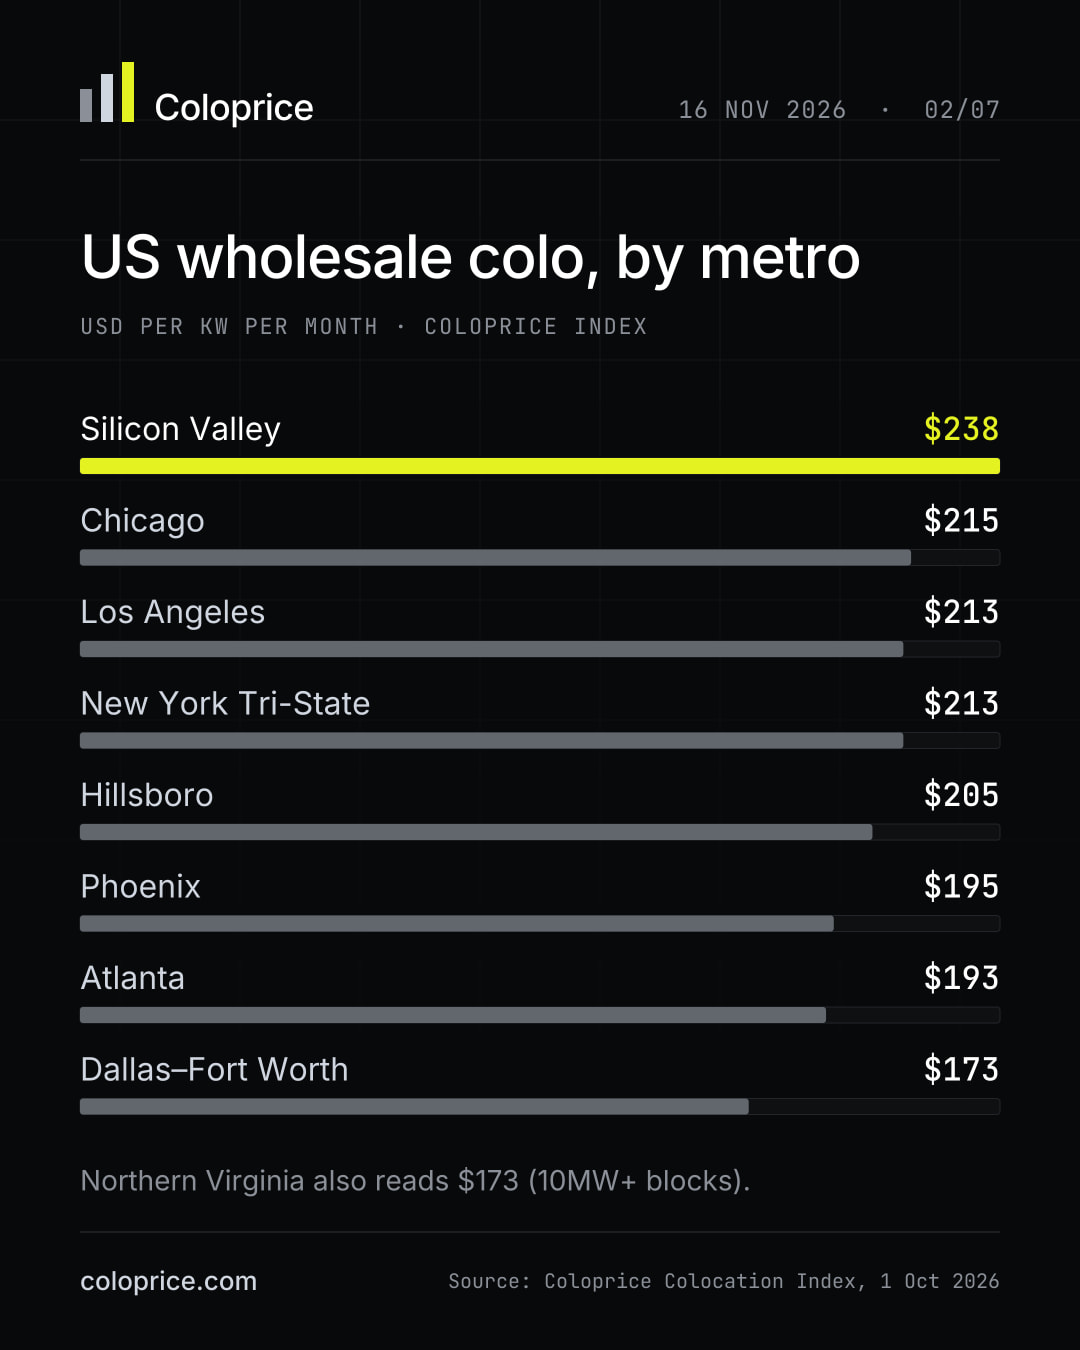 Coloprice
16 NOV 2026 · 02/07
US wholesale colo, by metro
USD PER KW PER MONTH · COLOPRICE INDEX
Silicon Valley $238
Chicago $215
Los Angeles $213
New York Tri-State $213
Hillsboro $205
Phoenix $195
Atlanta $193
Dallas–Fort Worth $173
Northern Virginia also reads $173 (10MW+ blocks).
coloprice.com
Source: Coloprice Colocation Index, 1 Oct 2026